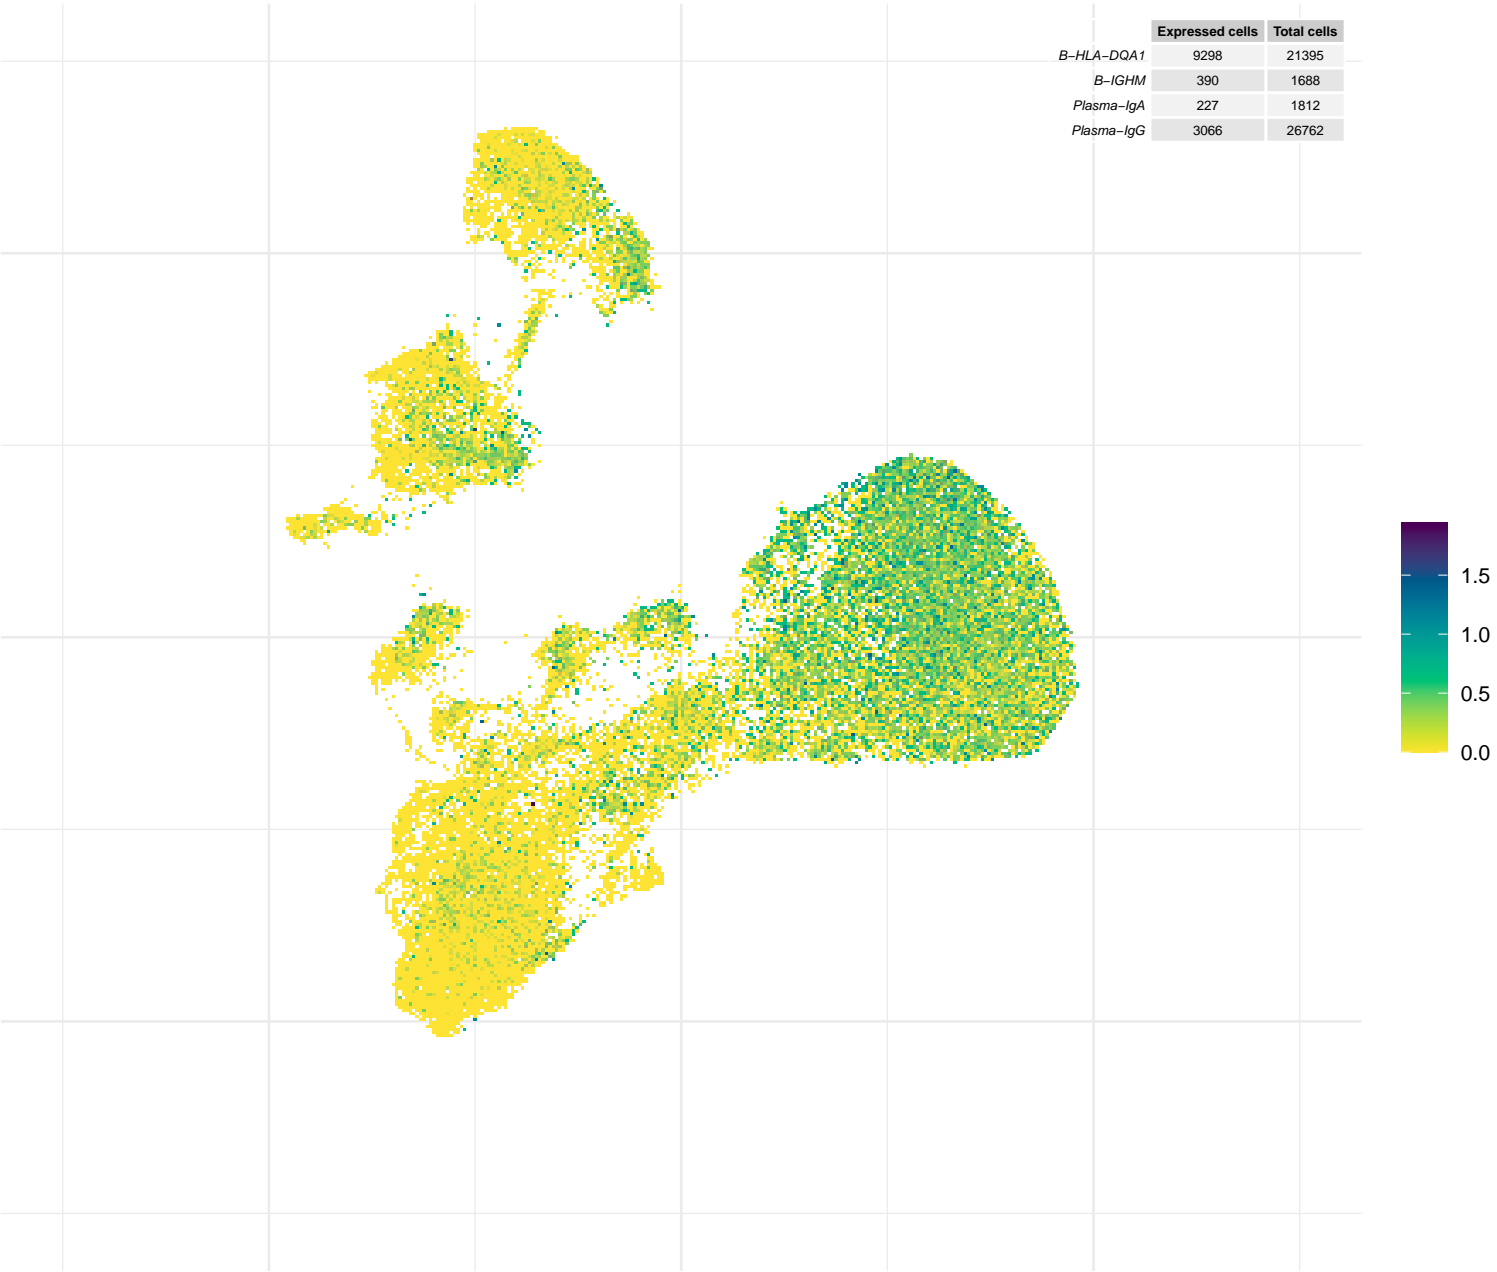 Expressed cells Total cells
B−HLA−DQA1 9298 21395
B−IGHM 390 1688
Plasma−IgA 227 1812
Plasma−IgG 3066 26762
1.5
1.0
0.5
0.0